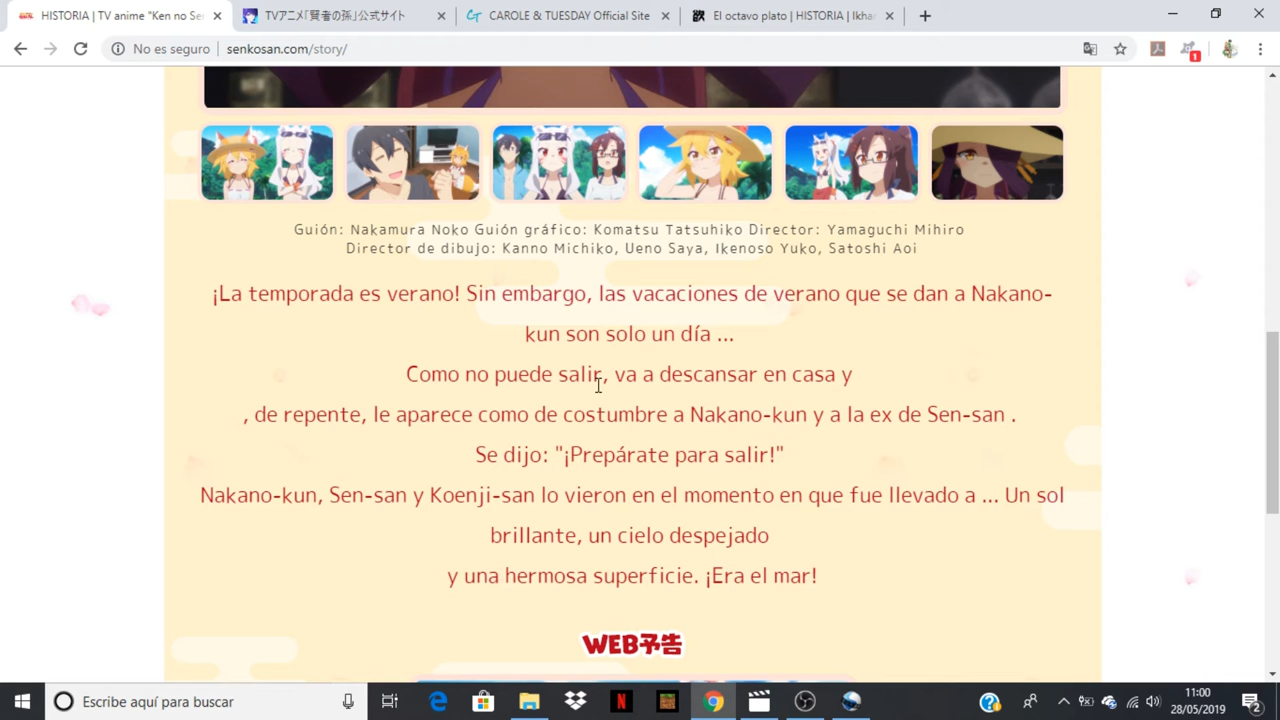 HISTORIA | TV anime "Ken no Se
TVアニメ「賢者の孫」公式サイト
CAROLE & TUESDAY Official Site
El octavo plato | HISTORIA | Ikha
No es seguro
senkosan.com/story/
1
Guión: Nakamura Noko Guión gráfico: Komatsu Tatsuhiko Director: Yamaguchi Mihiro
Director de dibujo: Kanno Michiko, Ueno Saya, Ikenoso Yuko, Satoshi Aoi
¡La temporada es verano! Sin embargo, las vacaciones de verano que se dan a Nakano-
kun son solo un día ...
Como no puede salir, va a descansar en casa y
, de repente, le aparece como de costumbre a Nakano-kun y a la ex de Sen-san .
Se dijo: "¡Prepárate para salir!"
Nakano-kun, Sen-san y Koenji-san lo vieron en el momento en que fue llevado a ... Un sol
brillante, un cielo despejado
y una hermosa superficie. ¡Era el mar!
WEB予告
Escribe aquí para buscar
11:00
28/05/2019
2